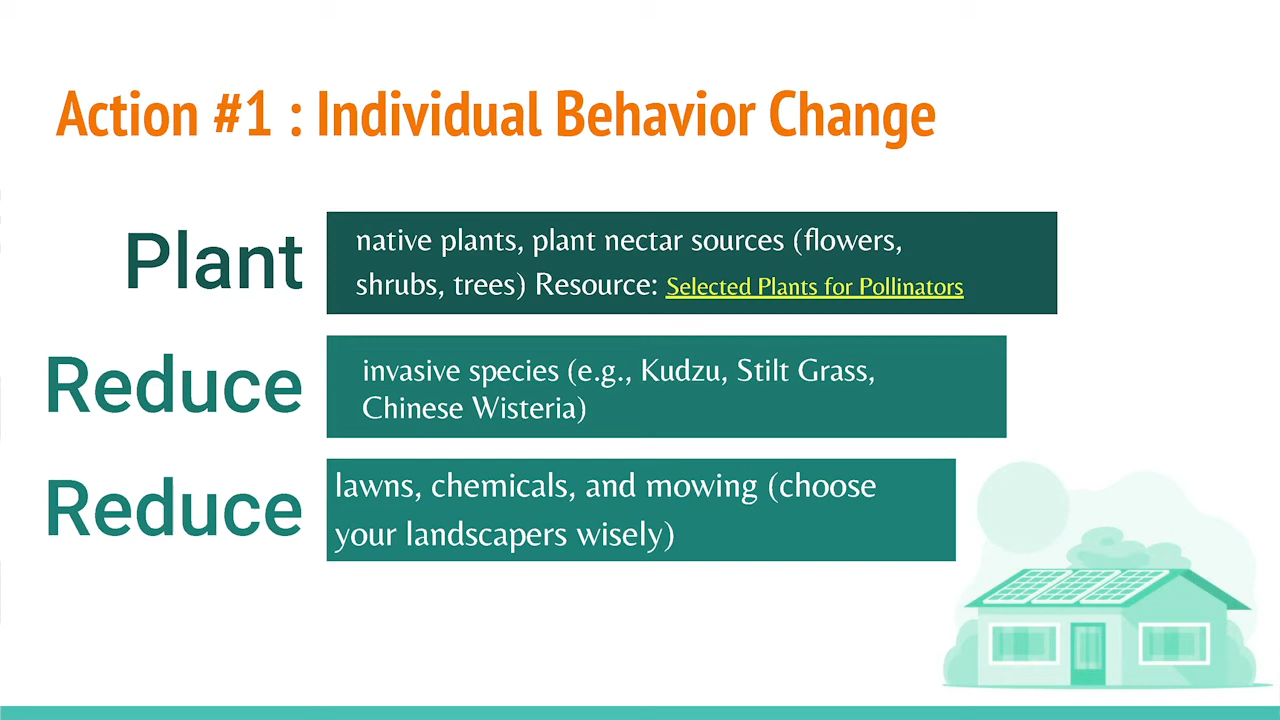 Action #1 : Individual Behavior Change
Plant
native plants, plant nectar sources (flowers,
shrubs, trees) Resource: Selected Plants for Pollinators
Reduce
invasive species (e.g., Kudzu, Stilt Grass,
Chinese Wisteria)
Reduce
lawns, chemicals, and mowing (choose
your landscapers wisely)